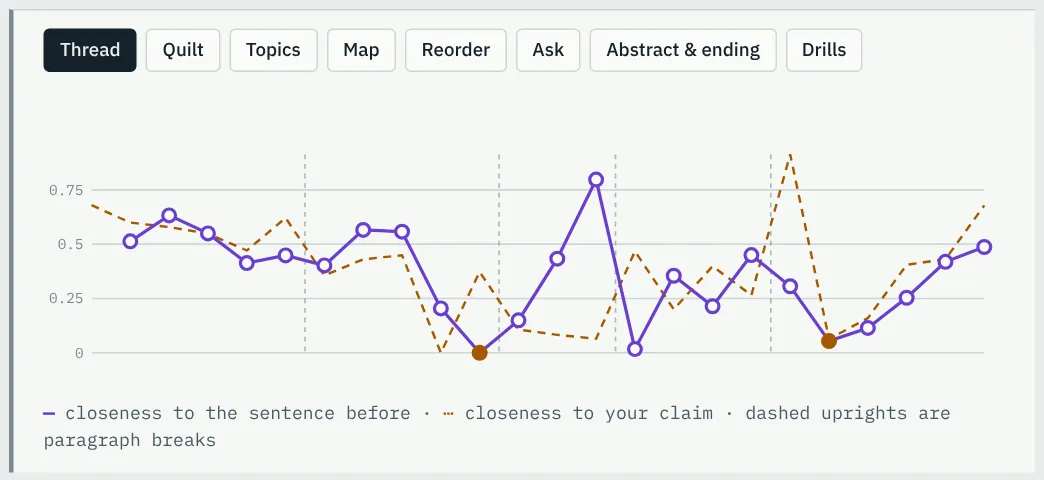 Thread Quilt Topics Map Reorder Ask Abstract & ending Drills
0.75
0.5
0.25
0
closeness to the sentence before · closeness to your claim · dashed uprights are
paragraph breaks